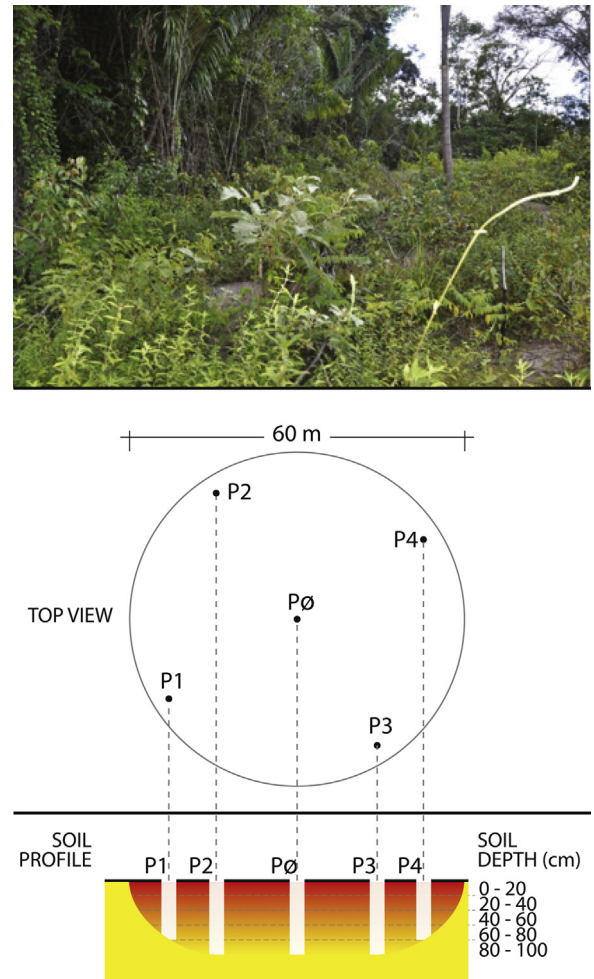 60 m
P2
P4
PØ
TOP VIEW
P1
P3
SOIL
PROFILE
P1 P2 PØ P3 P4
SOIL
DEPTH (cm)
0 - 20
20 - 40
40 - 60
60 - 80
80 - 100